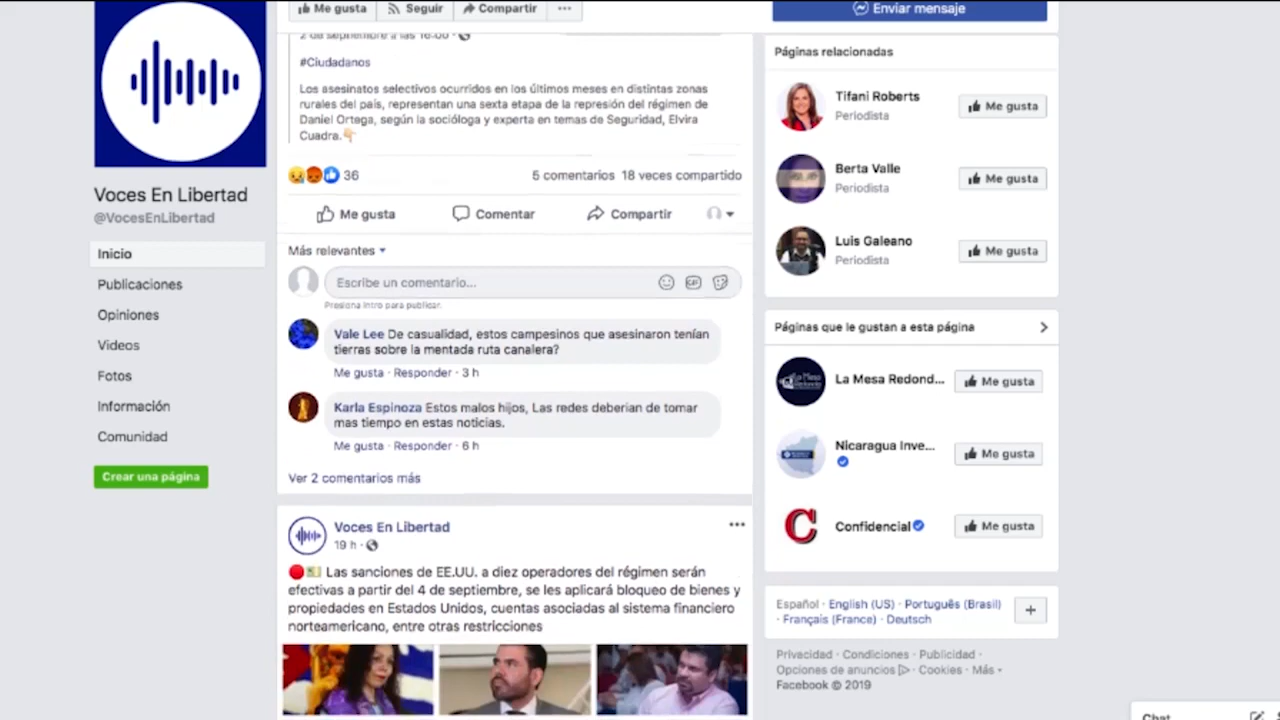 Me gusta
Seguir
Compartir
Enviar mensaje
Voces En Libertad
@VocesEnLibertad
Inicio
Publicaciones
Opiniones
Videos
Fotos
Información
Comunidad
Crear una página
2 de septiembre a las 16:00 ·
#Ciudadanos
Los asesinatos selectivos ocurridos en los últimos meses en distintas zonas
rurales del país, representan una sexta etapa de la represión del régimen de
Daniel Ortega, según la socióloga y experta en temas de Seguridad, Elvira
Cuadra.👇🏻
36
5 comentarios 18 veces compartido
Me gusta
Comentar
Compartir
Más relevantes
Escribe un comentario...
GIF
Presiona Intro para publicar.
Vale Lee De casualidad, estos campesinos que asesinaron tenían
tierras sobre la mentada ruta canalera?
Me gusta · Responder · 3 h
Karla Espinoza Estos malos hijos, Las redes deberian de tomar
mas tiempo en estas noticias.
Me gusta · Responder · 6 h
Ver 2 comentarios más
Voces En Libertad
19 h ·
🔴💵 Las sanciones de EE.UU. a diez operadores del régimen serán
efectivas a partir del 4 de septiembre, se les aplicará bloqueo de bienes y
propiedades en Estados Unidos, cuentas asociadas al sistema financiero
norteamericano, entre otras restricciones
Páginas relacionadas
Tifani Roberts
Periodista
Me gusta
Berta Valle
Periodista
Me gusta
Luis Galeano
Periodista
Me gusta
Páginas que le gustan a esta página
La Mesa Redond...
Me gusta
Nicaragua Inve...
Me gusta
C
Confidencial
Me gusta
Español · English (US) · Português (Brasil)
· Français (France) · Deutsch
+
Privacidad · Condiciones · Publicidad ·
Opciones de anuncios · Cookies · Más
Facebook © 2019
Chat